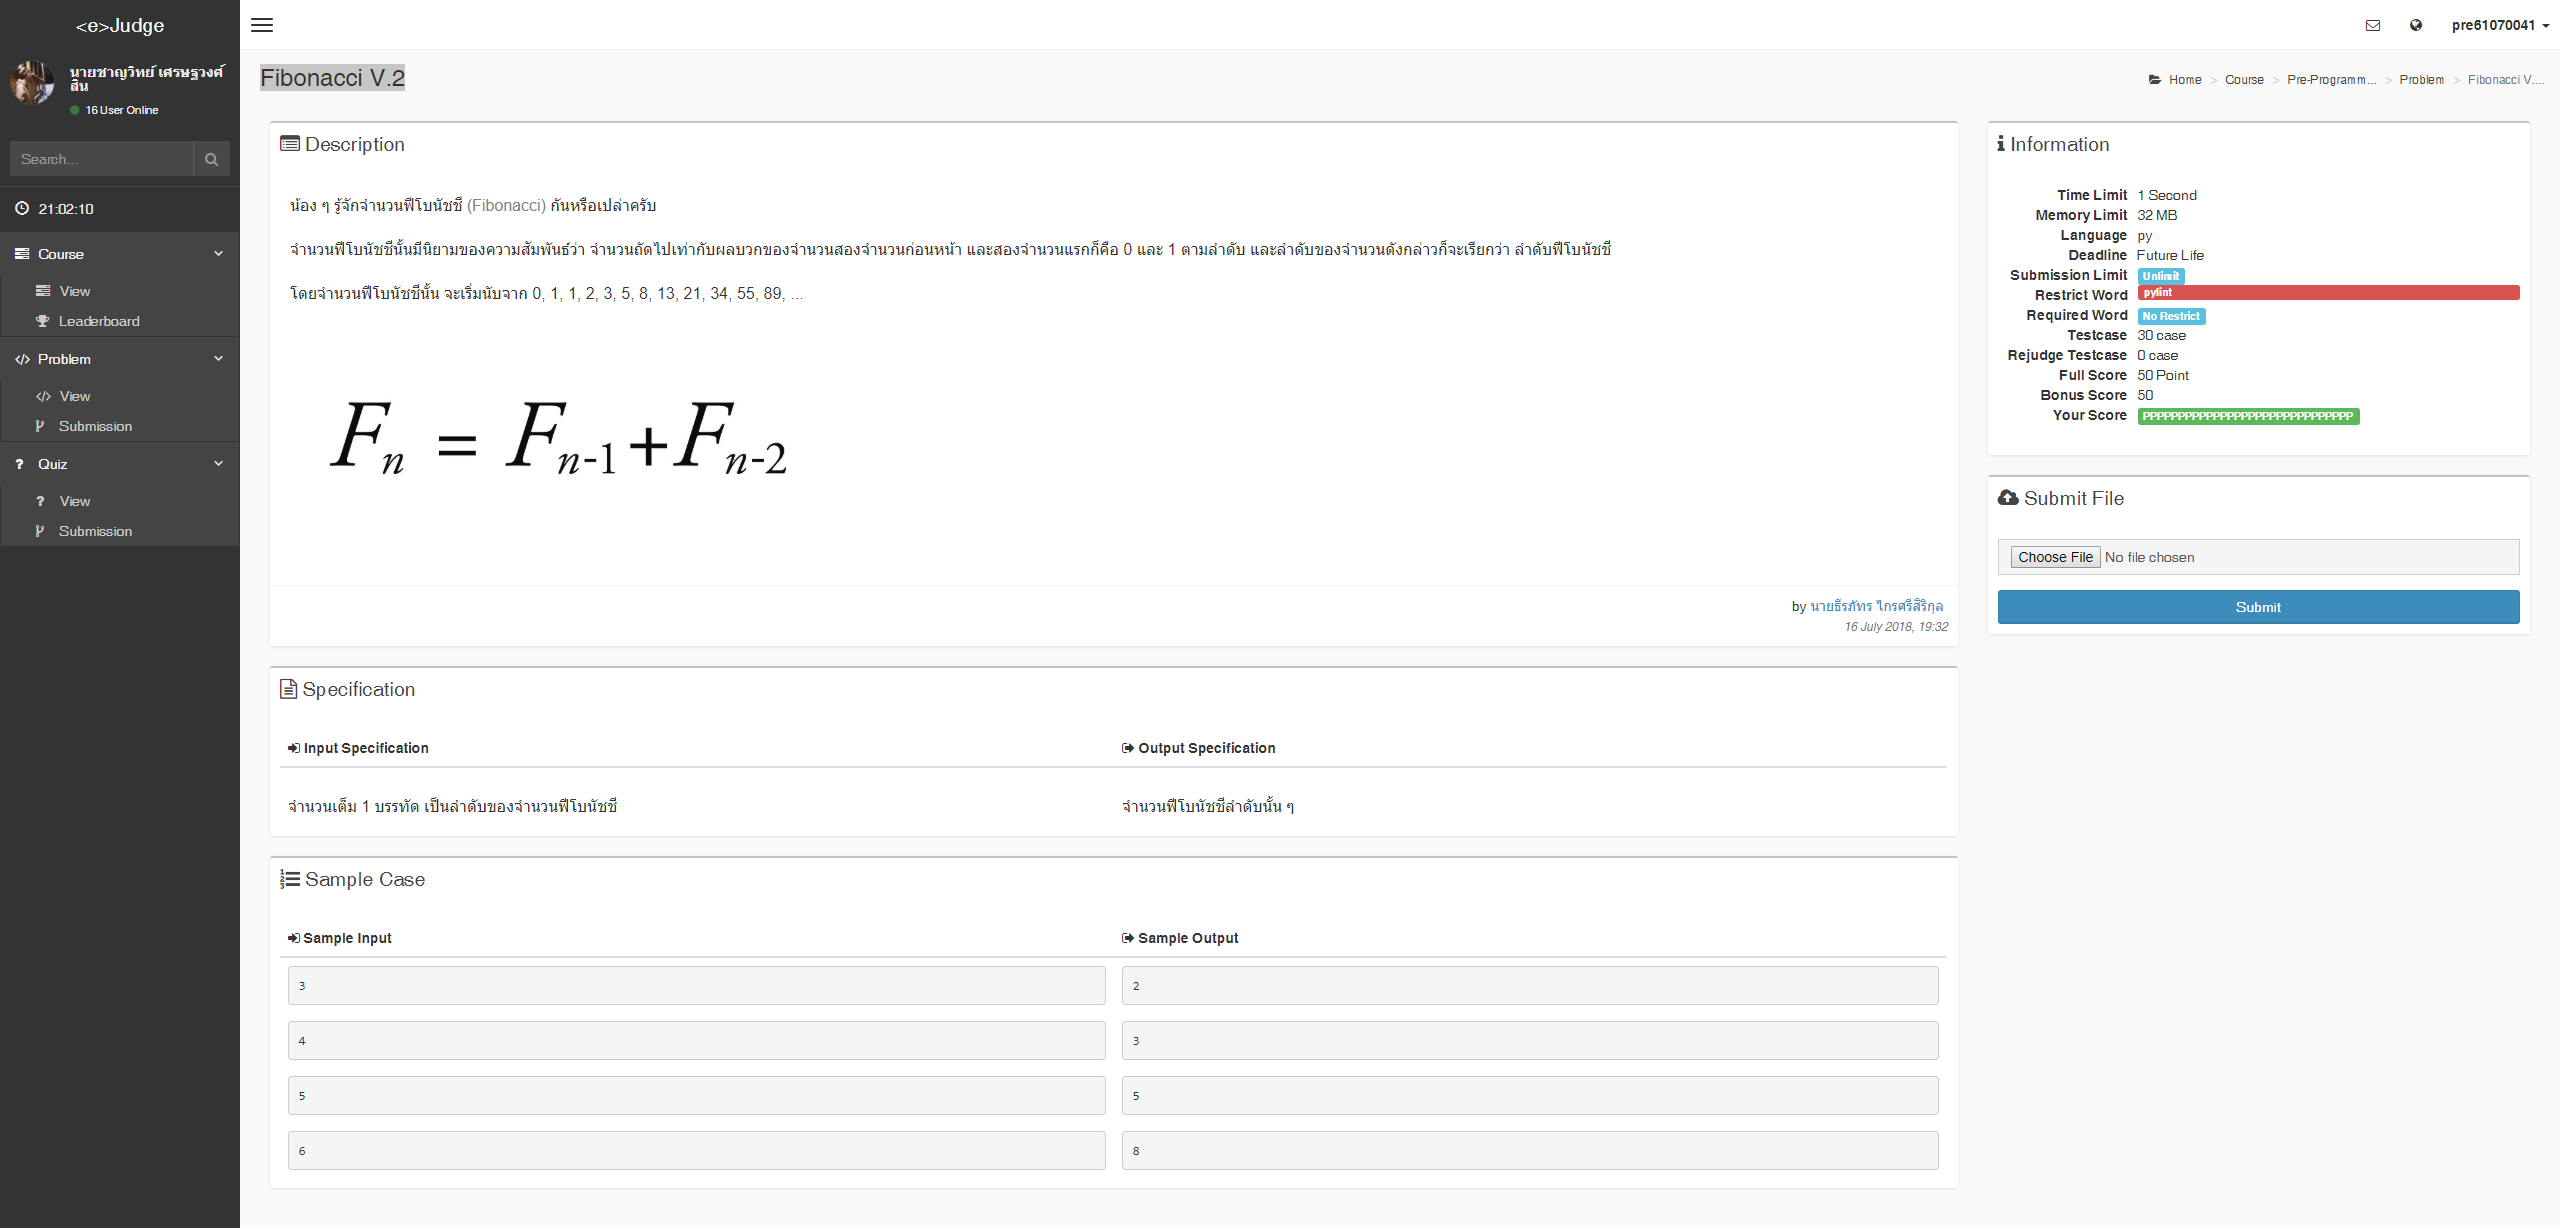 <e>Judge
นายชาญวิทย์ เศรษฐวงศ์
สิน
16 User Online
Search...
21:02:10
Course
View
Leaderboard
Problem
View
Submission
Quiz
View
Submission
pre61070041
Fibonacci V.2
Home > Course > Pre-Programm... > Problem > Fibonacci V....
Description
น้อง ๆ รู้จักจำนวนฟีโบนัชชี (Fibonacci) กันหรือเปล่าครับ
จำนวนฟีโบนัชชีนั้นมีนิยามของความสัมพันธ์ว่า จำนวนถัดไปเท่ากับผลบวกของจำนวนสองจำนวนก่อนหน้า และสองจำนวนแรกก็คือ 0 และ 1 ตามลำดับ และลำดับของจำนวนดังกล่าวก็จะเรียกว่า ลำดับฟีโบนัชชี
โดยจำนวนฟีโบนัชชีนั้น จะเริ่มนับจาก 0, 1, 1, 2, 3, 5, 8, 13, 21, 34, 55, 89, ...
Fn = Fn-1+Fn-2
by นายธีรภัทร ไกรศรีสิริกุล
16 July 2018, 19:32
Specification
Input Specification
Output Specification
จำนวนเต็ม 1 บรรทัด เป็นลำดับของจำนวนฟีโบนัชชี
จำนวนฟีโบนัชชีลำดับนั้น ๆ
Sample Case
Sample Input
Sample Output
3
2
4
3
5
5
6
8
Information
Time Limit 1 Second
Memory Limit 32 MB
Language py
Deadline Future Life
Submission Limit Unlimit
Restrict Word pylint
Required Word No Restrict
Testcase 30 case
Rejudge Testcase 0 case
Full Score 50 Point
Bonus Score 50
Your Score PPPPPPPPPPPPPPPPPPPPPPPPPPPPPP
Submit File
Choose File No file chosen
Submit